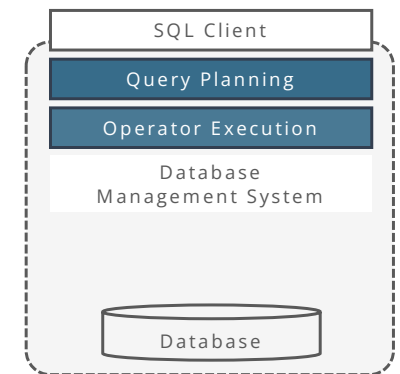 SQL Client
Query Planning
Operator Execution
Database
Management System
Database